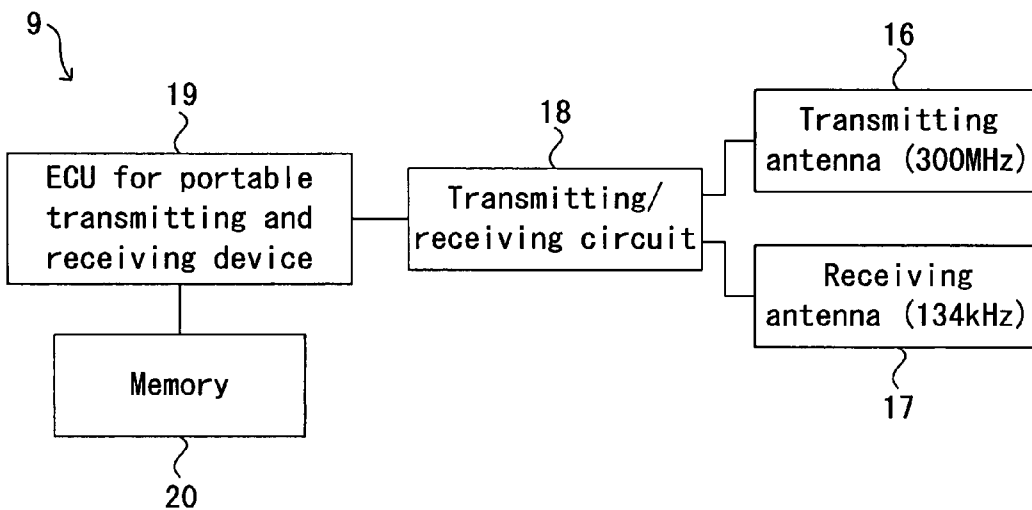 9
19
ECU for portable
transmitting and
receiving device
Memory
20
18
Transmitting/
receiving circuit
16
Transmitting
antenna (300MHz)
Receiving
antenna (134kHz)
17